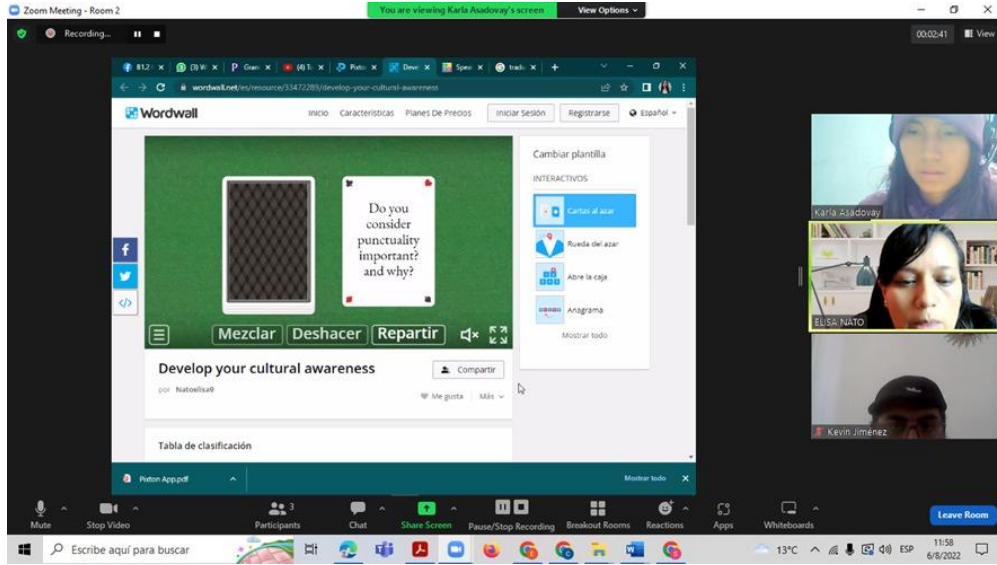 Zoom Meeting - Room 2
You are viewing Karla Asadovay's screen
View Options
Recording...
00:02:41
View
wordwall.net/es/resource/33472289/develop-your-cultural-awareness
Wordwall
Inicio Características Planes De Precios Iniciar Sesión Registrarse Español
Do you
consider
punctuality
important?
and why?
Mezclar Deshacer Repartir
Cambiar plantilla
INTERACTIVOS
Cartas al azar
Rueda del azar
Abre la caja
Anagrama
Mostrar todo
Develop your cultural awareness
Compartir
por Natoelisa9
Me gusta Más
Tabla de clasificación
Karla Asadovay
ELISA NATO
Kevin Jiménez
Pixton App.pdf
Mostrar todo
Mute
Stop Video
Participants
3
Chat
Share Screen
Pause/Stop Recording
Breakout Rooms
Reactions
Apps
Whiteboards
Leave Room
Escribe aquí para buscar
13°C
ESP
11:58
6/8/2022